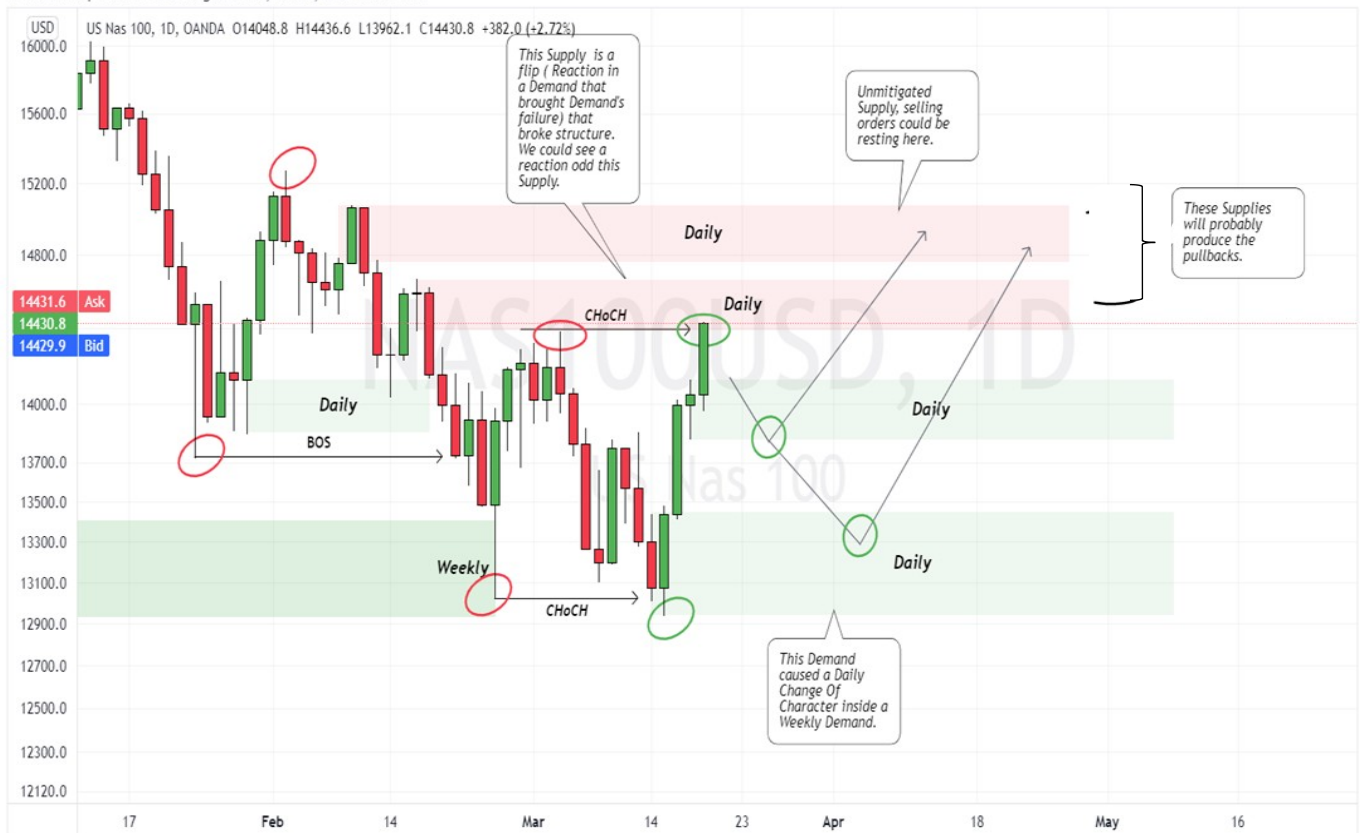 USD
US Nas 100, 1D, OANDA O14048.8 H14436.6 L13962.1 C14430.8 +382.0 (+2.72%)
16000.0
15600.0
15200.0
14800.0
14431.6 Ask
14430.8
14429.9 Bid
14000.0
13700.0
13500.0
13300.0
13100.0
12900.0
12700.0
12500.0
12300.0
12120.0
This Supply is a
flip ( Reaction in
a Demand that
brought Demand's
failure) that
broke structure.
We could see a
reaction odd this
Supply.
Unmitigated
Supply, selling
orders could be
resting here.
These Supplies
will probably
produce the
pullbacks.
Daily
Daily
CHoCH
NAS100USD, 1D
US Nas 100
Daily
Daily
BOS
Weekly
CHoCH
Daily
This Demand
caused a Daily
Change Of
Character inside a
Weekly Demand.
17 Feb 14 Mar 14 23 Apr 18 May 16